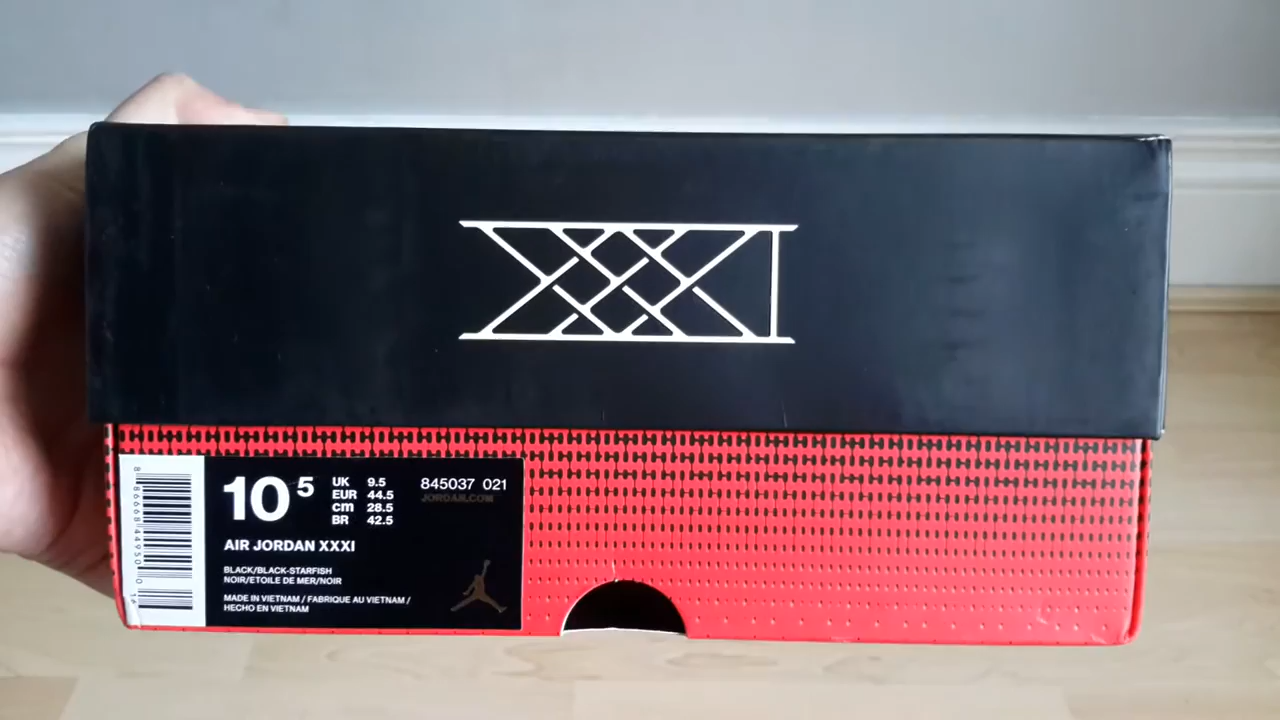 XXXI
10 5
UK 9.5
EUR 44.5
cm 28.5
BR 42.5
845037 021
JORDAN.COM
AIR JORDAN XXXI
BLACK/BLACK-STARFISH
NOIR/ETOILE DE MER/NOIR
MADE IN VIETNAM / FABRIQUE AU VIETNAM /
HECHO EN VIETNAM